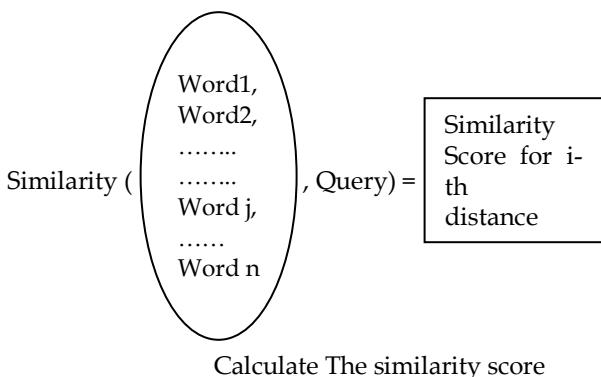 Word1,
Word2,
……..
……..
Word j,
……
Word n
Similarity (
, Query) =
Similarity
Score for i-
th
distance
Calculate The similarity score